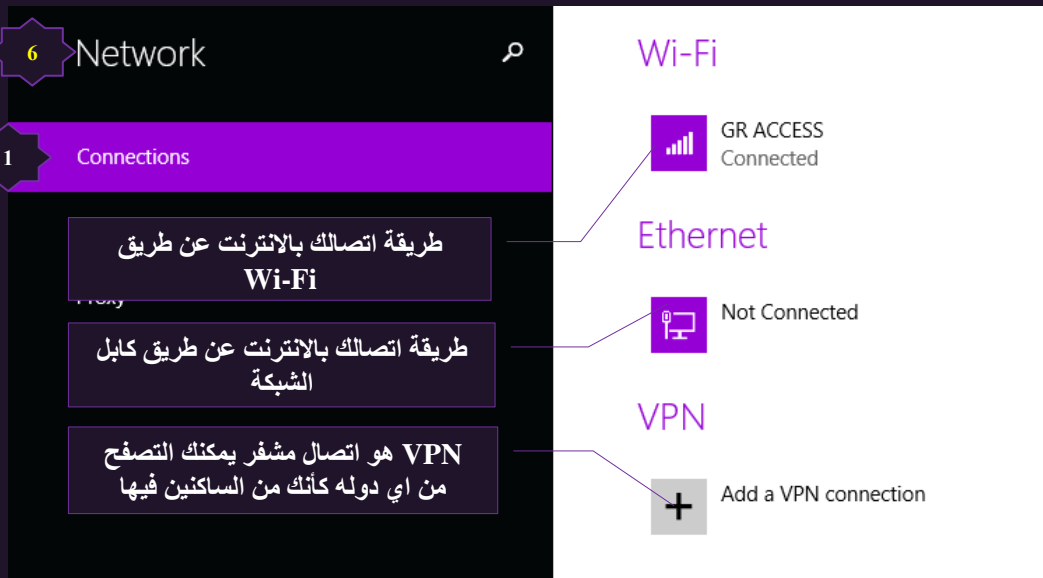 6
Network
1
Connections
طريقة اتصالك بالانترنت عن طريق
Wi-Fi
Proxy
طريقة اتصالك بالانترنت عن طريق كابل
الشبكة
VPN هو اتصال مشفر يمكنك التصفح
من اي دوله كأنك من الساكنين فيها
Wi-Fi
GR ACCESS
Connected
Ethernet
Not Connected
VPN
Add a VPN connection